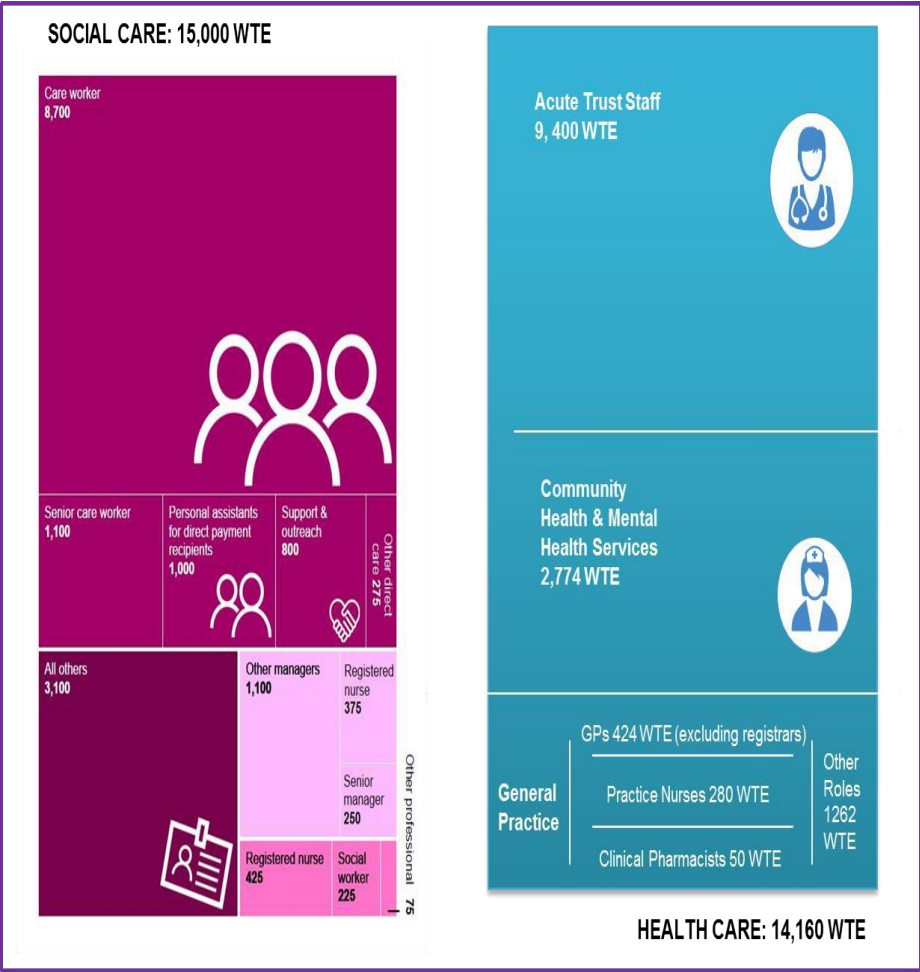 SOCIAL CARE: 15,000 WTE
Care worker
8,700
Senior care worker
1,100
Personal assistants
for direct payment
recipients
1,000
Support &
outreach
800
Other direct
care 275
All others
3,100
Other managers
1,100
Registered
nurse
375
Senior
manager
250
Registered nurse
425
Social
worker
225
Other professional 75
Acute Trust Staff
9, 400 WTE
Community
Health & Mental
Health Services
2,774 WTE
General
Practice
GPs 424 WTE (excluding registrars)
Practice Nurses 280 WTE
Clinical Pharmacists 50 WTE
Other
Roles
1262
WTE
HEALTH CARE: 14,160 WTE